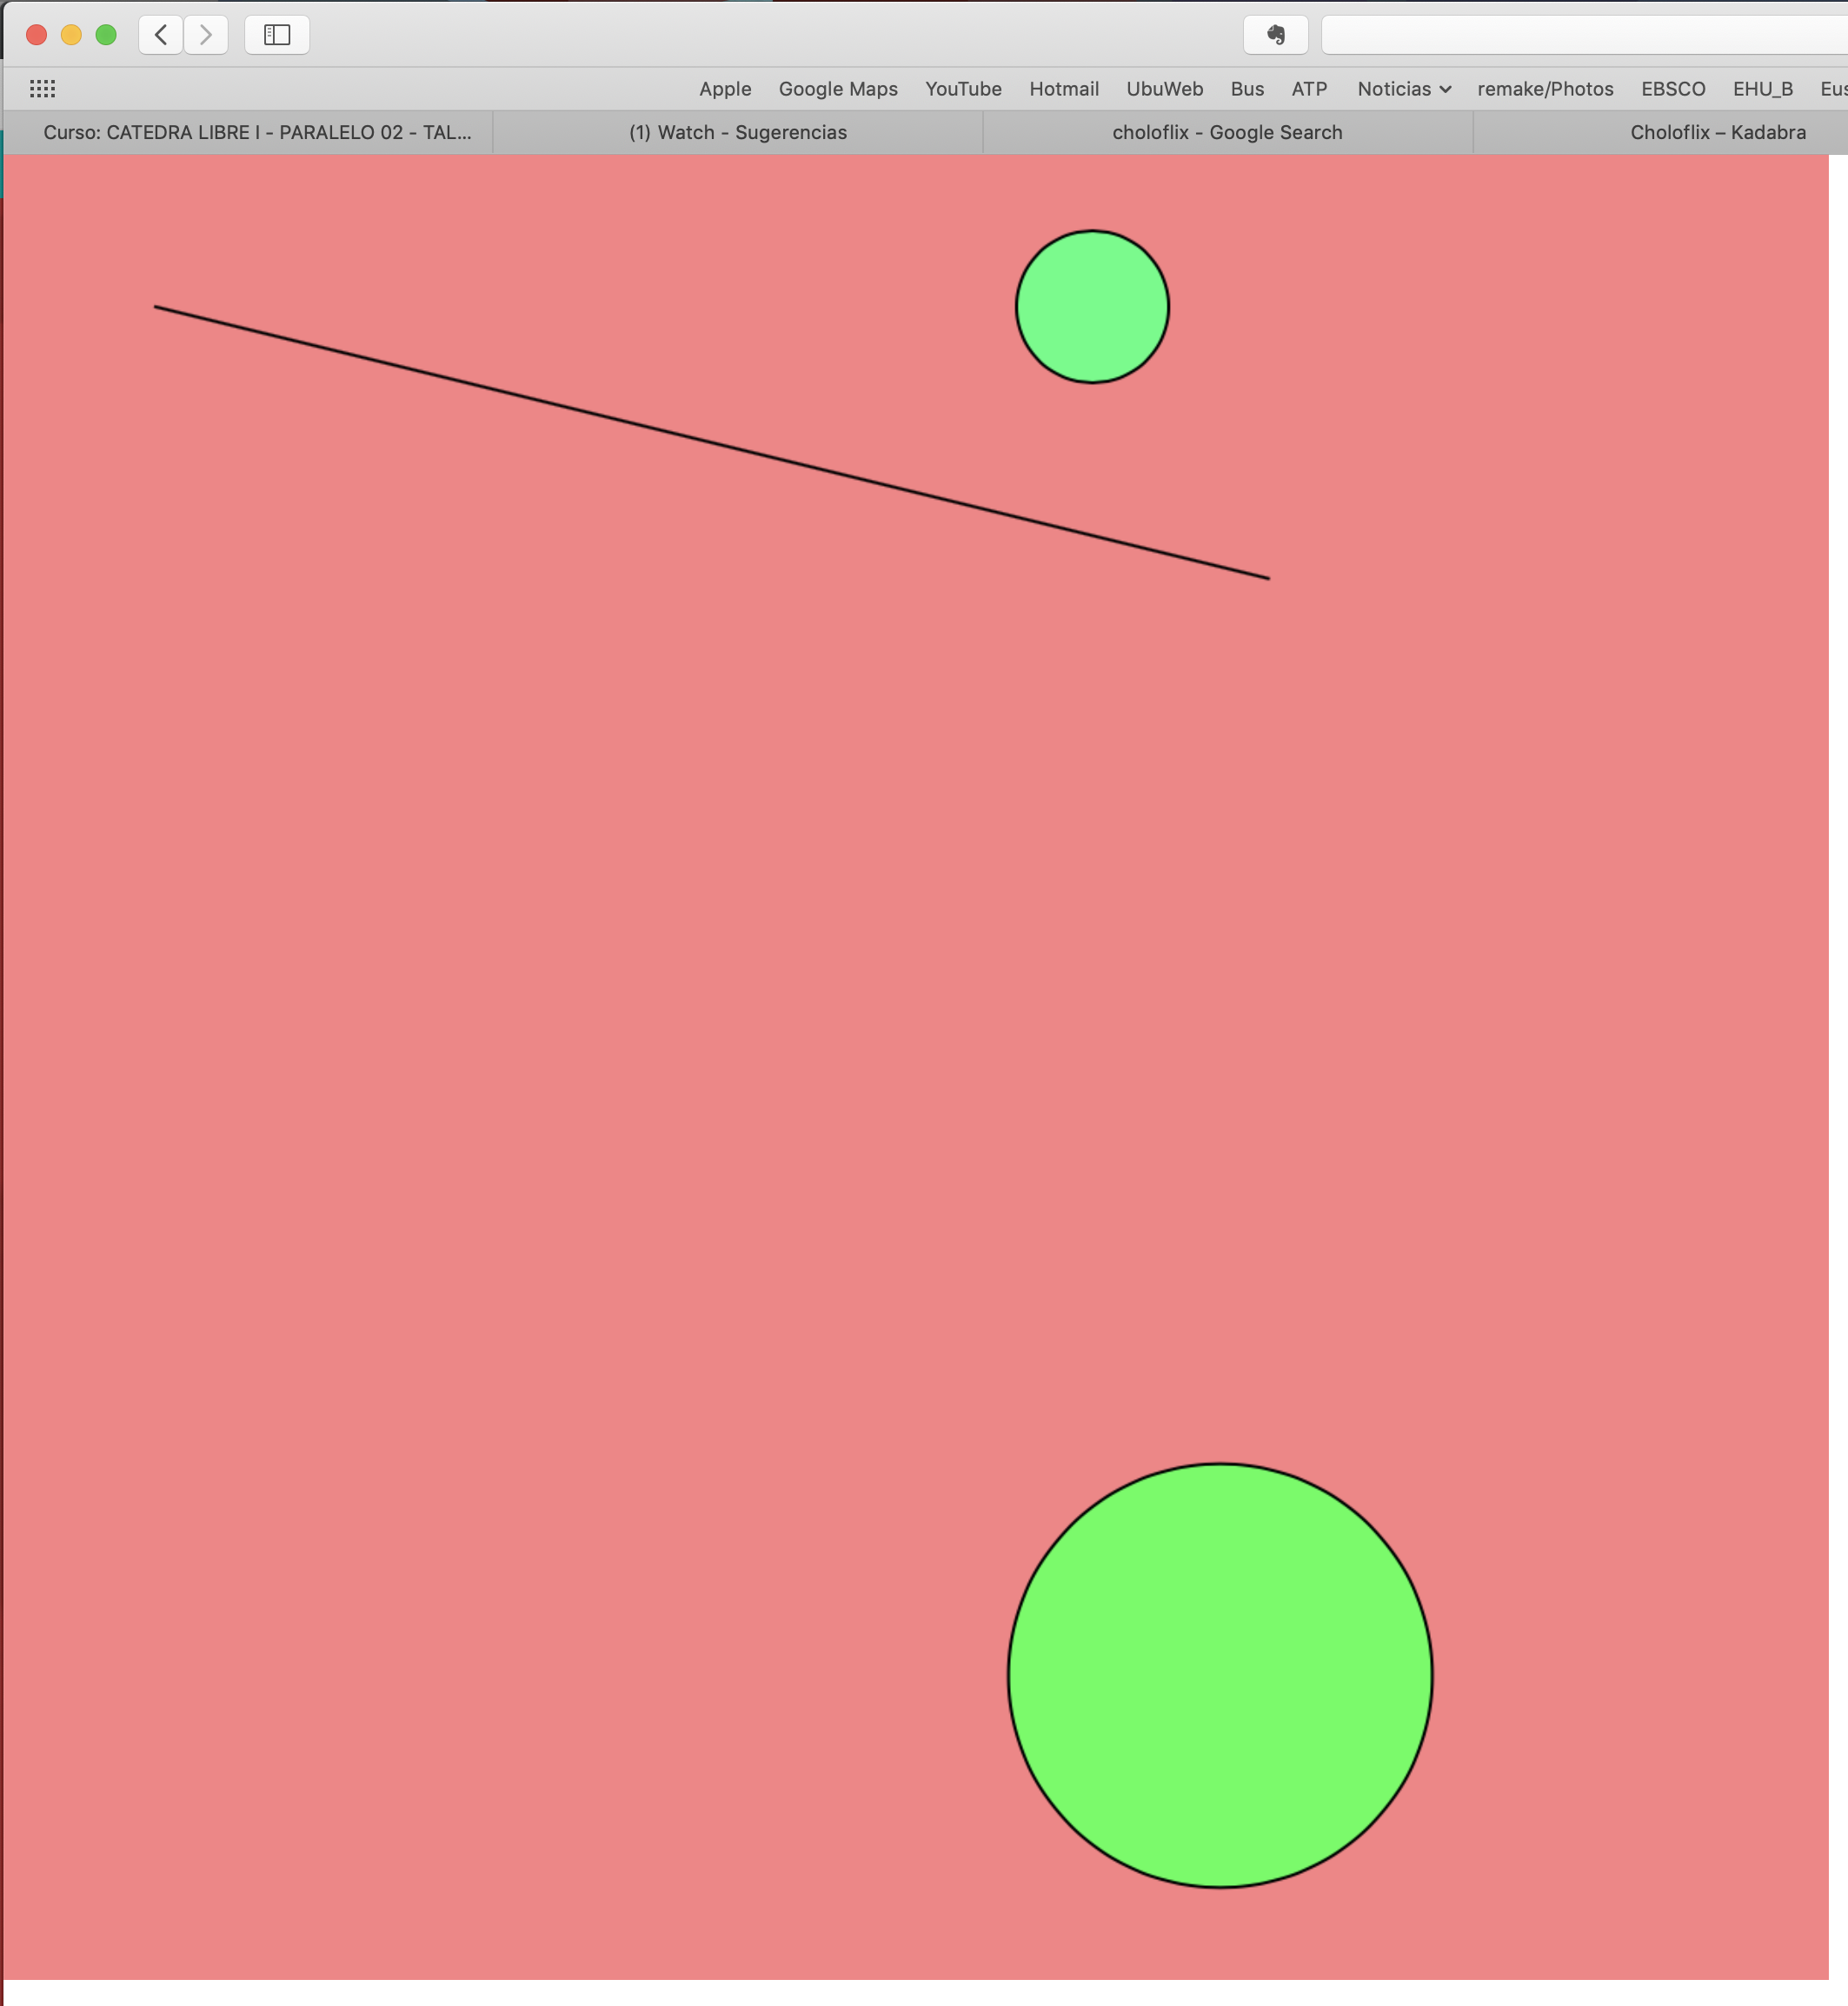 Apple Google Maps YouTube Hotmail UbuWeb Bus ATP Noticias remake/Photos EBSCO EHU_B Eus
Curso: CATEDRA LIBRE I - PARALELO 02 - TAL... (1) Watch - Sugerencias choloflix - Google Search Choloflix – Kadabra